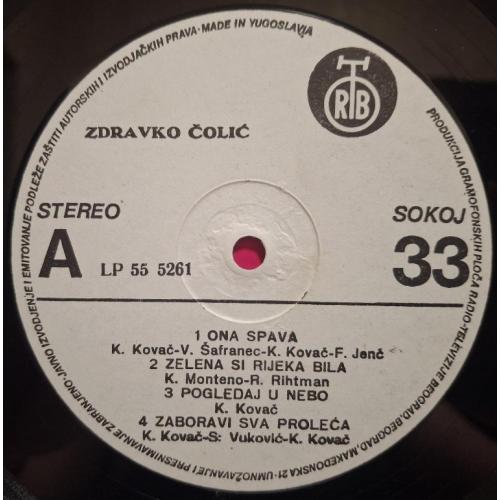 PRODUKCIJA GRAMOFONSKIH PLOČA RADIO-TELEVIZIJE BEOGRAD, BEOGRAD, MAKEDONSKA 21-UMNOŽAVANJE I PRESNIMAVANJE ZABRANJENO-JAVNO IZVODJENJE I EMITOVANJE PODLEŽE ZAŠTITI AUTORSKIH I IZVODJAČKIH PRAVA-MADE IN YUGOSLAVIA
RTB
ZDRAVKO ČOLIĆ
STEREO
SOKOJ
A
LP 55 5261
33
1 ONA SPAVA
K. Kovač-V. Šafranec-K. Kovač-F. Jenč
2 ZELENA SI RIJEKA BILA
K. Monteno-R. Rihtman
3 POGLEDAJ U NEBO
K. Kovač
4 ZABORAVI SVA PROLEĆA
K. Kovač-S: Vuković-K. Kovač